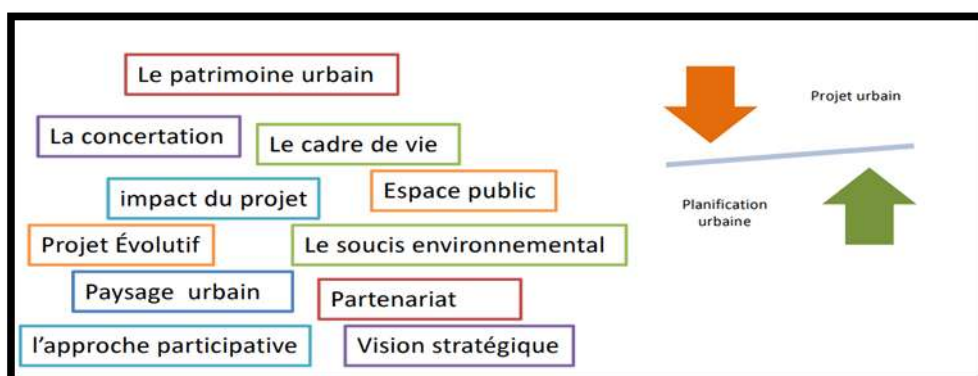 Le patrimoine urbain
La concertation
Le cadre de vie
impact du projet
Espace public
Projet Évolutif
Le soucis environnemental
Paysage urbain
Partenariat
l'approche participative
Vision stratégique
Projet urbain
Planification
urbaine